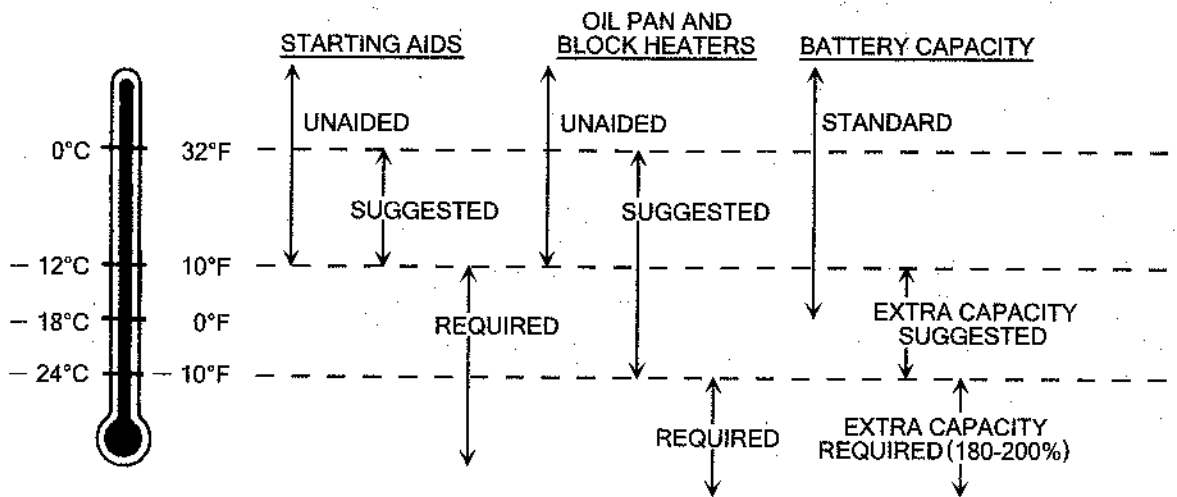 STARTING AIDS
OIL PAN AND
BLOCK HEATERS
BATTERY CAPACITY
UNAIDED
UNAIDED
STANDARD
0°C
32°F
SUGGESTED
SUGGESTED
– 12°C
10°F
– 18°C
0°F
REQUIRED
EXTRA CAPACITY
SUGGESTED
– 24°C
– 10°F
REQUIRED
EXTRA CAPACITY
REQUIRED (180-200%)